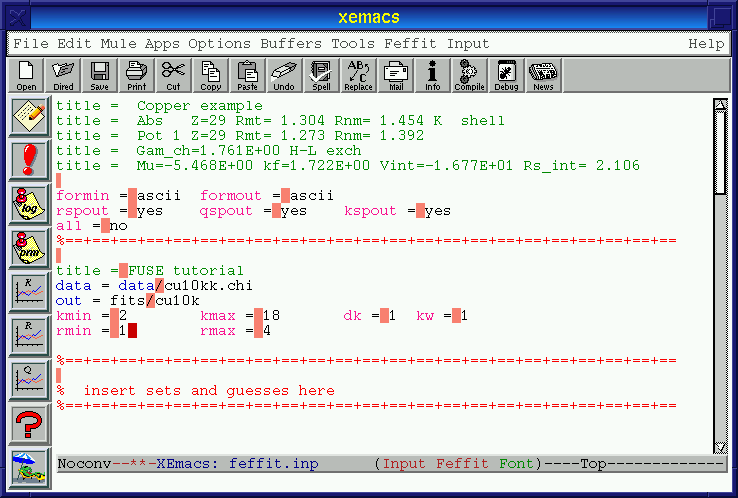 xemacs
File Edit Mule Apps Options Buffers Tools Feffit Input Help
Open Dired Save Print Cut Copy Paste Undo Spell Replace Mail Info Compile Debug News
title =  Copper example
title =  Abs   Z=29 Rmt= 1.304 Rnm= 1.454 K  shell
title =  Pot 1 Z=29 Rmt= 1.273 Rnm= 1.392
title =  Gam_ch=1.761E+00 H-L exch
title =  Mu=-5.468E+00 kf=1.722E+00 Vint=-1.677E+01 Rs_int= 2.106
formin = ascii  formout = ascii
rspout = yes    qspout = yes    kspout = yes
all = no
%==+==+==+==+==+==+==+==+==+==+==+==+==+==+==+==+==+==+==+==+==+==+==
title = FUSE tutorial
data = data/cu10kk.chi
out = fits/cu10k
kmin = 2        kmax = 18       dk = 1  kw = 1
rmin = 1        rmax = 4
%==+==+==+==+==+==+==+==+==+==+==+==+==+==+==+==+==+==+==+==+==+==+==
%  insert sets and guesses here
%==+==+==+==+==+==+==+==+==+==+==+==+==+==+==+==+==+==+==+==+==+==+==
log
prm
K
R
Q
Noconv--**-XEmacs: feffit.inp      (Input Feffit Font)----Top-------------